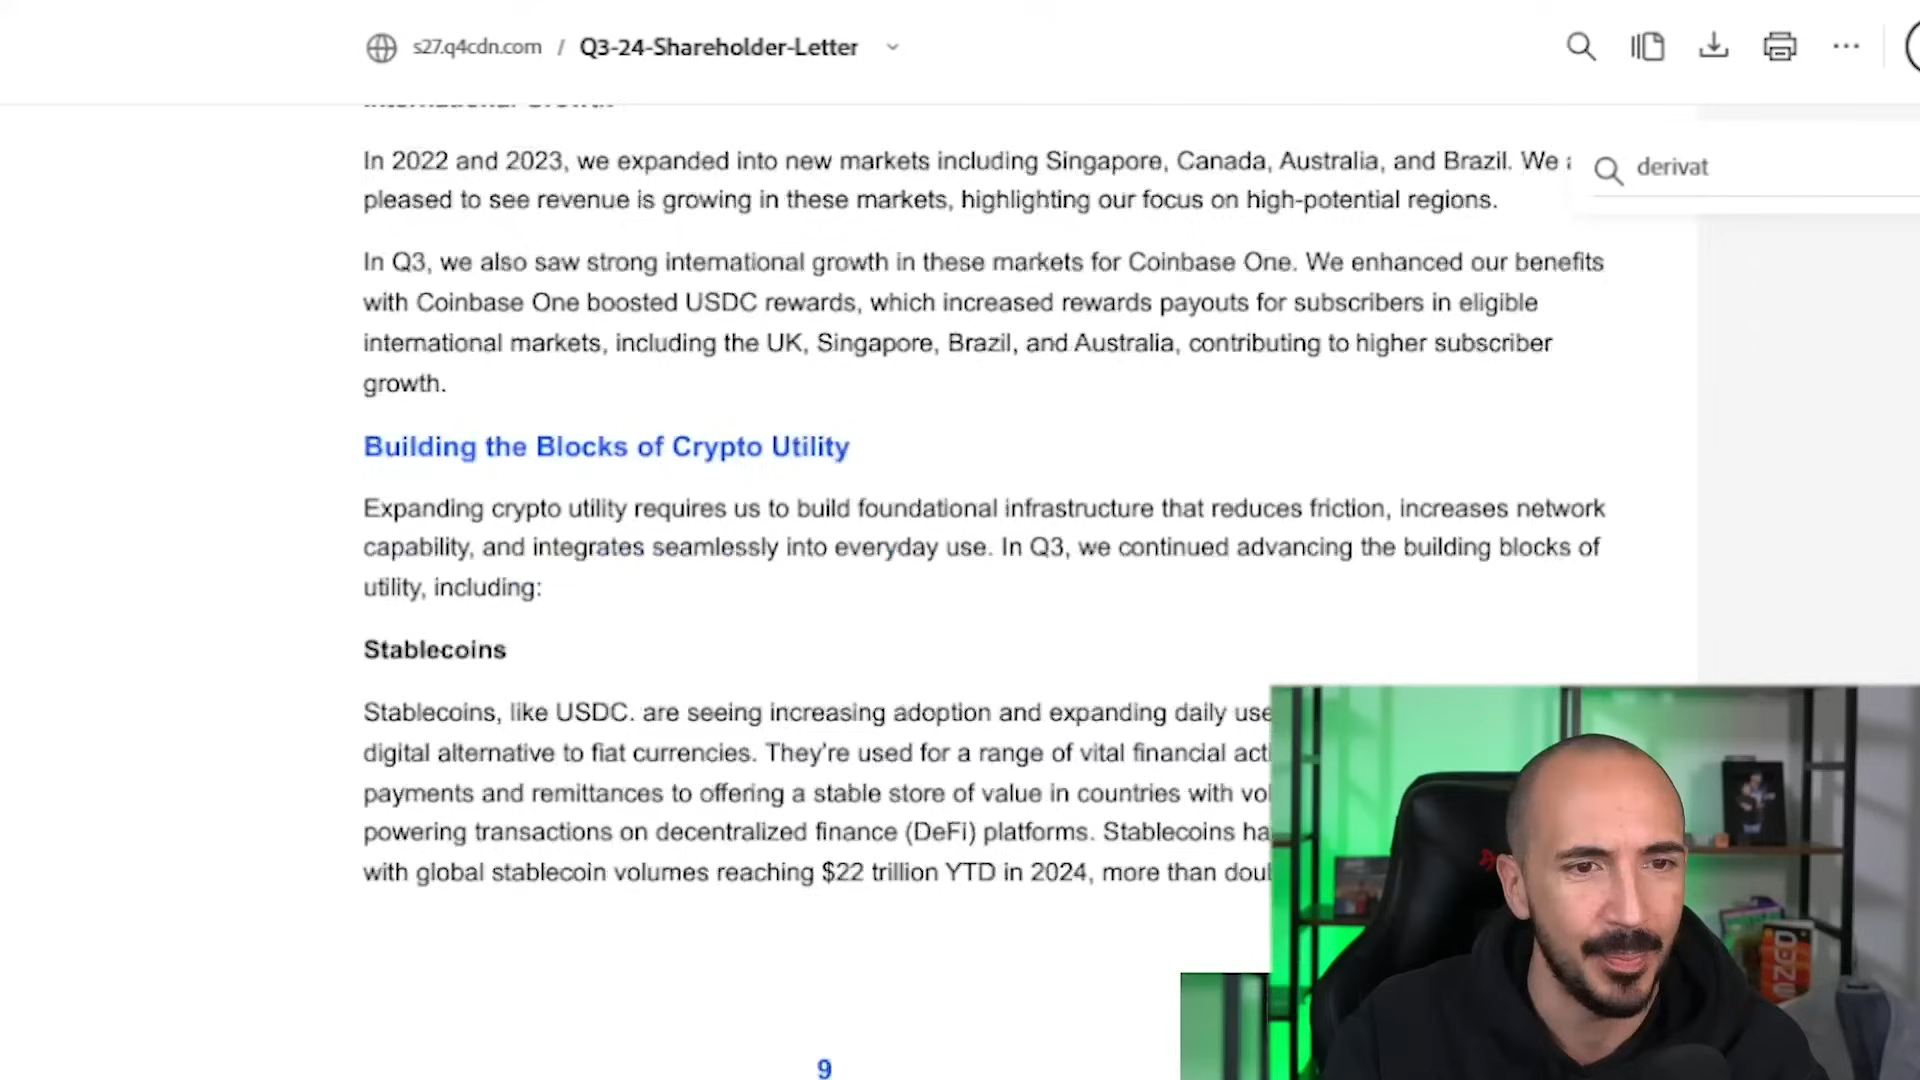 s27.q4cdn.com / Q3-24-Shareholder-Letter
derivat
International Growth
In 2022 and 2023, we expanded into new markets including Singapore, Canada, Australia, and Brazil. We
pleased to see revenue is growing in these markets, highlighting our focus on high-potential regions.
In Q3, we also saw strong international growth in these markets for Coinbase One. We enhanced our benefits
with Coinbase One boosted USDC rewards, which increased rewards payouts for subscribers in eligible
international markets, including the UK, Singapore, Brazil, and Australia, contributing to higher subscriber
growth.
Building the Blocks of Crypto Utility
Expanding crypto utility requires us to build foundational infrastructure that reduces friction, increases network
capability, and integrates seamlessly into everyday use. In Q3, we continued advancing the building blocks of
utility, including:
Stablecoins
Stablecoins, like USDC. are seeing increasing adoption and expanding daily use
digital alternative to fiat currencies. They're used for a range of vital financial acti
payments and remittances to offering a stable store of value in countries with vol
powering transactions on decentralized finance (DeFi) platforms. Stablecoins ha
with global stablecoin volumes reaching $22 trillion YTD in 2024, more than doul
9